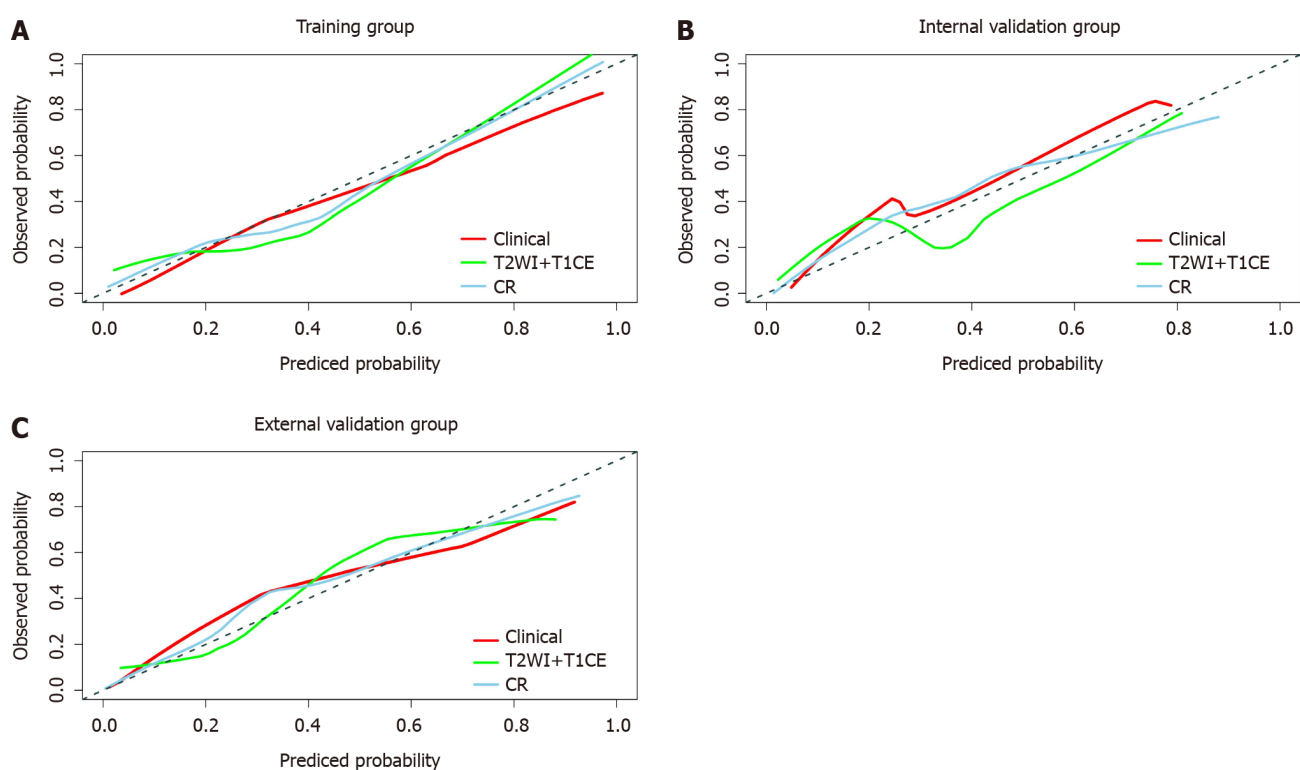 A
Training group
Observed probability
1.0
0.8
0.6
0.4
0.2
0.0
Clinical
T2WI+T1CE
CR
0.0 0.2 0.4 0.6 0.8 1.0
Prediced probability
B
Internal validation group
Observed probability
1.0
0.8
0.6
0.4
0.2
0.0
Clinical
T2WI+T1CE
CR
0.0 0.2 0.4 0.6 0.8 1.0
Prediced probability
C
External validation group
Observed probability
1.0
0.8
0.6
0.4
0.2
0.0
Clinical
T2WI+T1CE
CR
0.0 0.2 0.4 0.6 0.8 1.0
Prediced probability